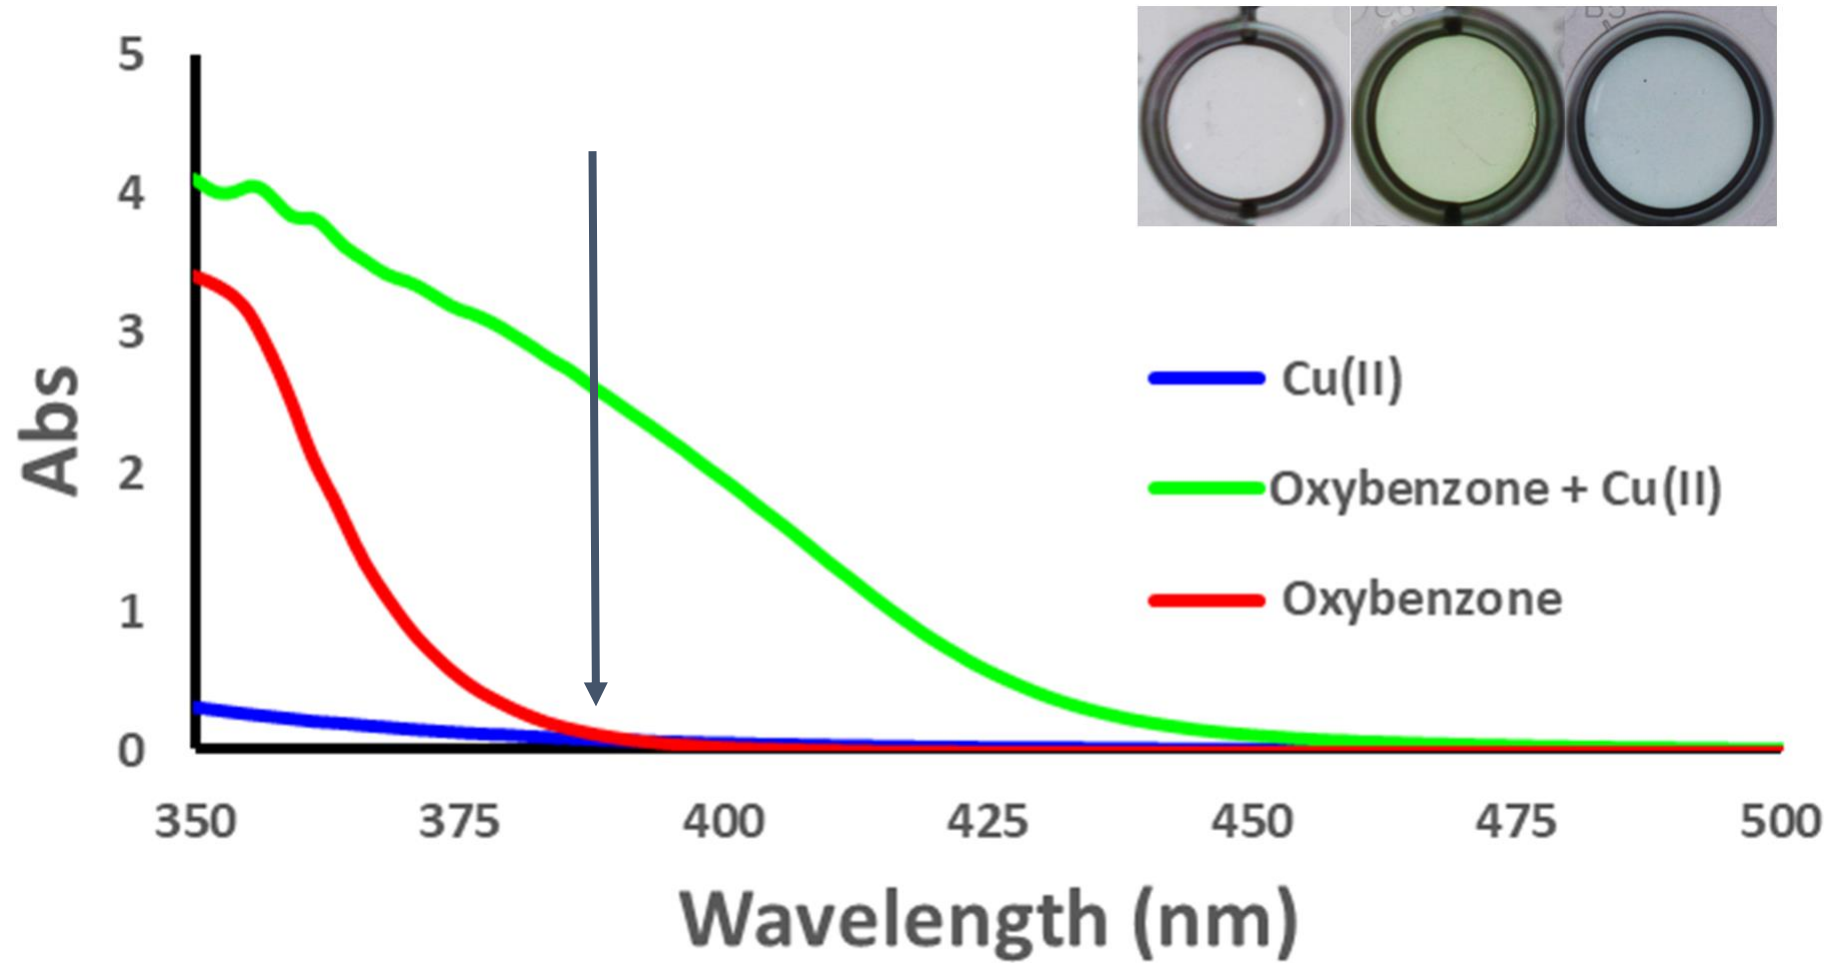 5
4
3
2
1
0
Abs
350 375 400 425 450 475 500
Wavelength (nm)
Cu(II)
Oxybenzone + Cu(II)
Oxybenzone